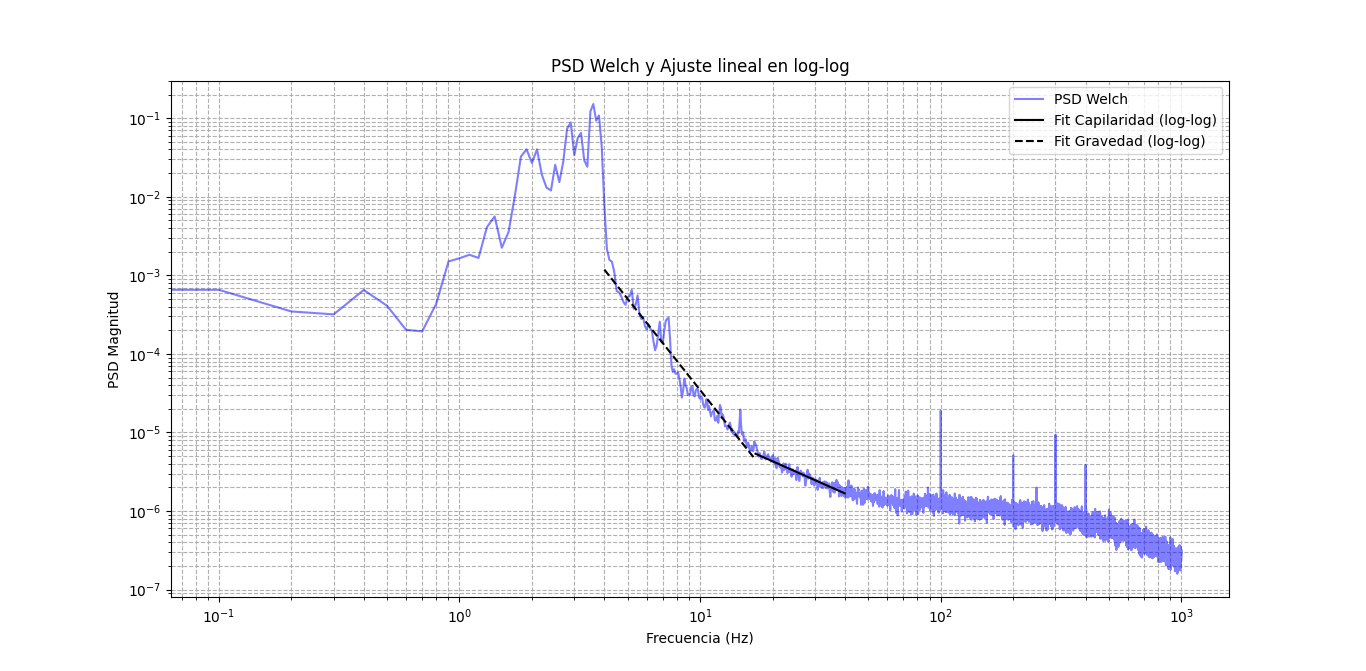 PSD Welch y Ajuste lineal en log-log
PSD Welch
Fit Capilaridad (log-log)
Fit Gravedad (log-log)
PSD Magnitud
10⁻¹
10⁻²
10⁻³
10⁻⁴
10⁻⁵
10⁻⁶
10⁻⁷
10⁻¹ 10⁰ 10¹ 10² 10³
Frecuencia (Hz)